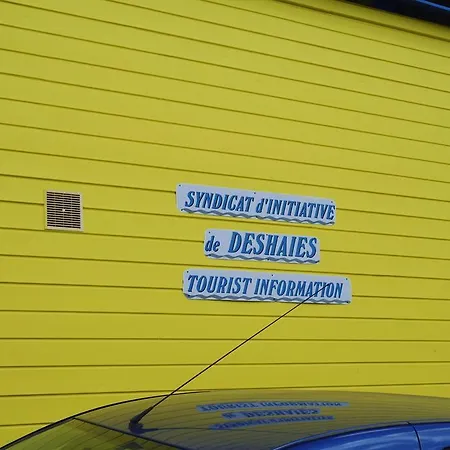 SYNDICAT d'INITIATIVE
de DESHAIES
TOURIST INFORMATION